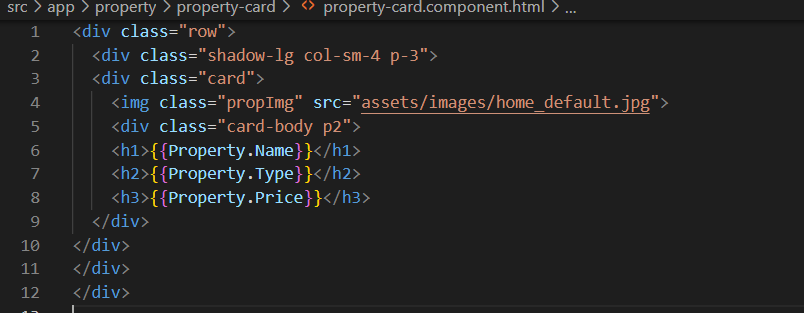 src > app > property > property-card > <> property-card.component.html > ...
1 <div class="row">
2 <div class="shadow-lg col-sm-4 p-3">
3 <div class="card">
4 <img class="propImg" src="assets/images/home_default.jpg">
5 <div class="card-body p2">
6 <h1>{{Property.Name}}</h1>
7 <h2>{{Property.Type}}</h2>
8 <h3>{{Property.Price}}</h3>
9 </div>
10 </div>
11 </div>
12 </div>
13